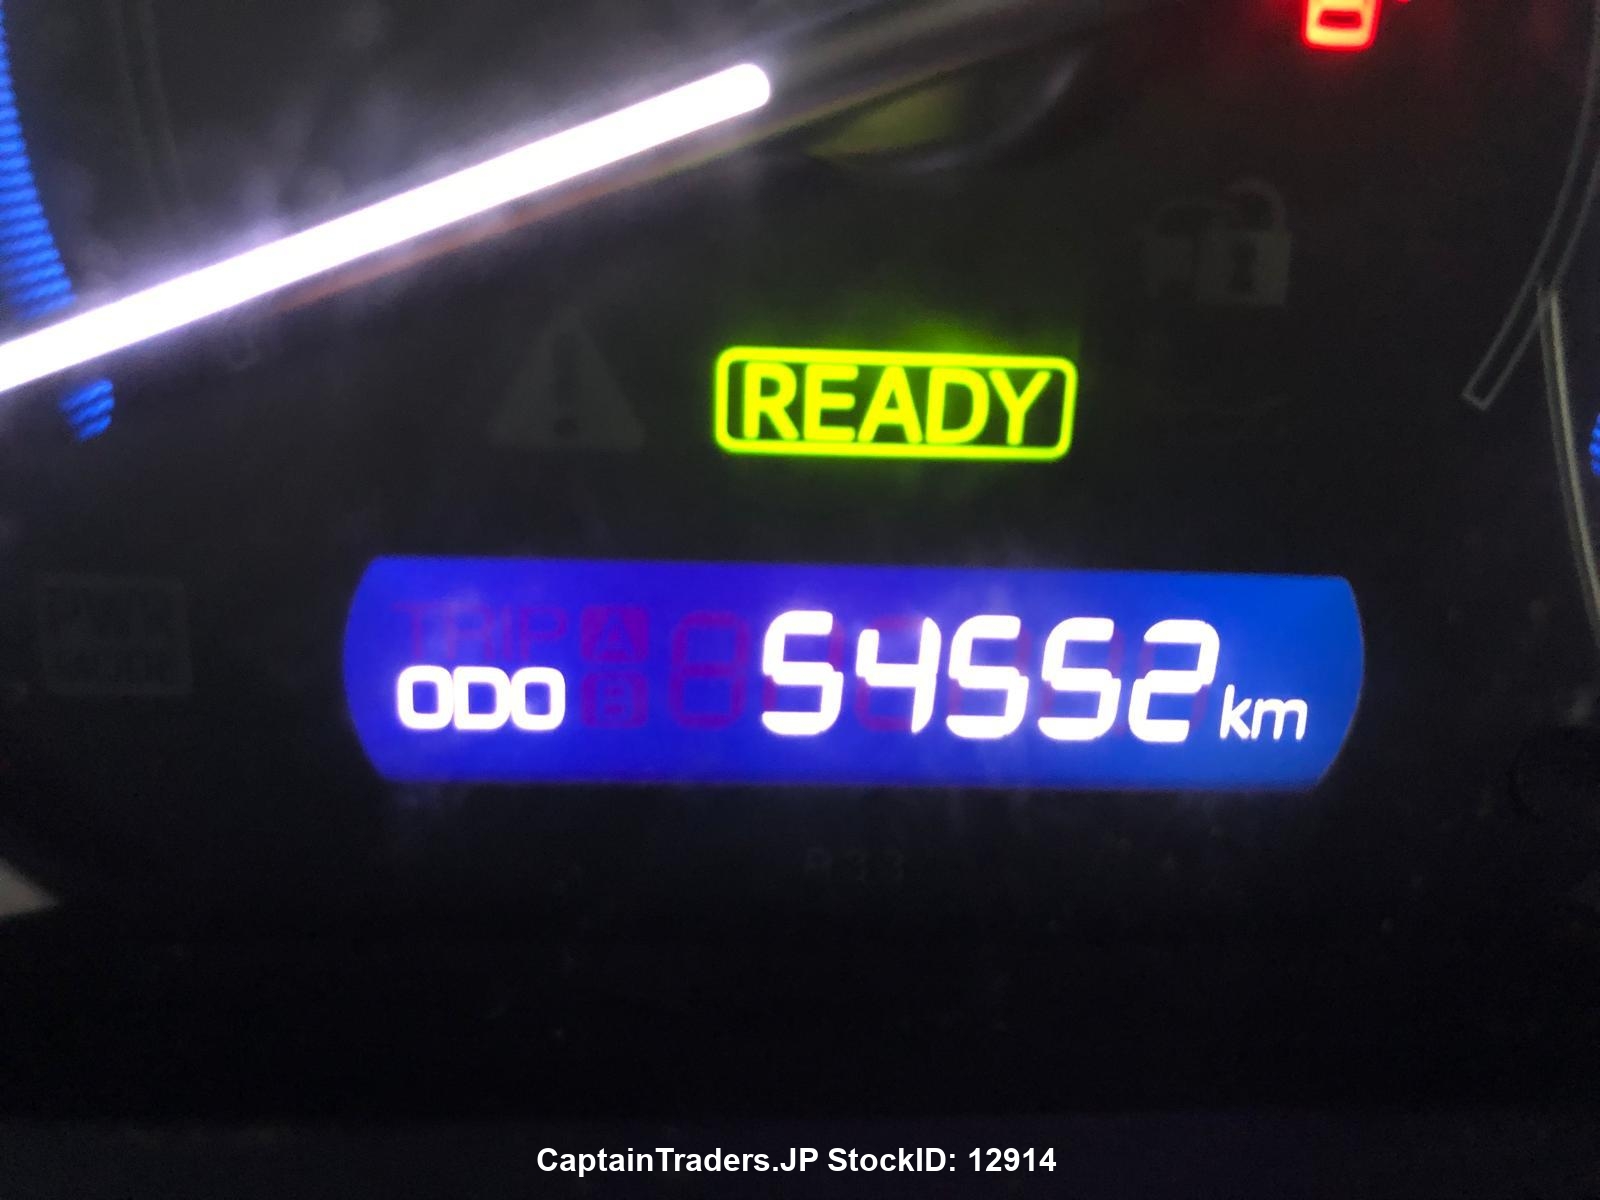 READY
TRIP A
ODO B 54552 km
CaptainTraders.JP StockID: 12914